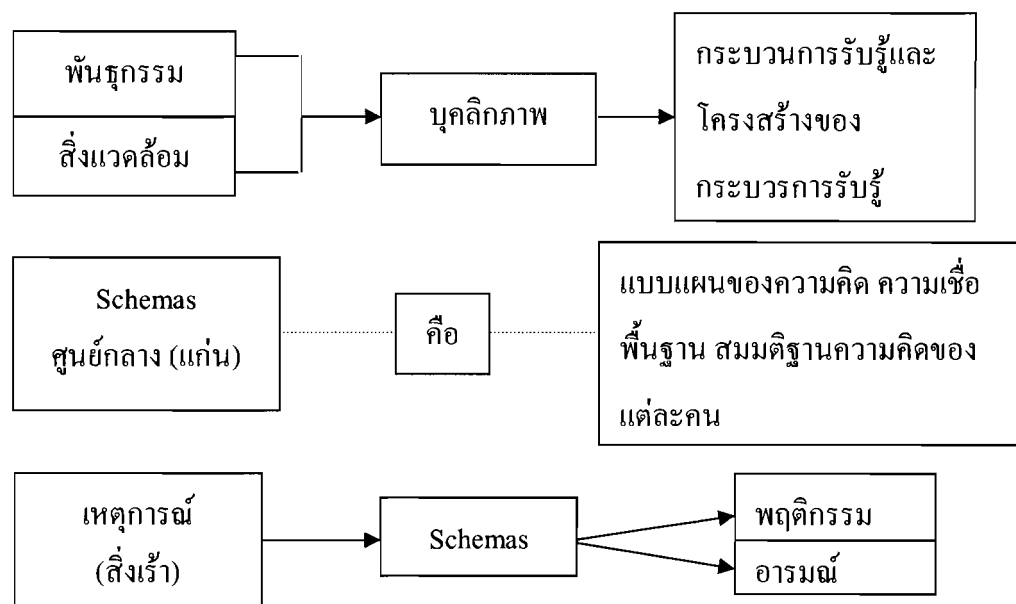 พันธุกรรม
สิ่งแวดล้อม
บุคลิกภาพ
กระบวนการรับรู้และ
โครงสร้างของ
กระบวรการรับรู้
Schemas
ศูนย์กลาง (แก่น)
คือ
แบบแผนของความคิด ความเชื่อ
พื้นฐาน สมมติฐานความคิดของ
แต่ละคน
เหตุการณ์
(สิ่งเร้า)
Schemas
พฤติกรรม
อารมณ์